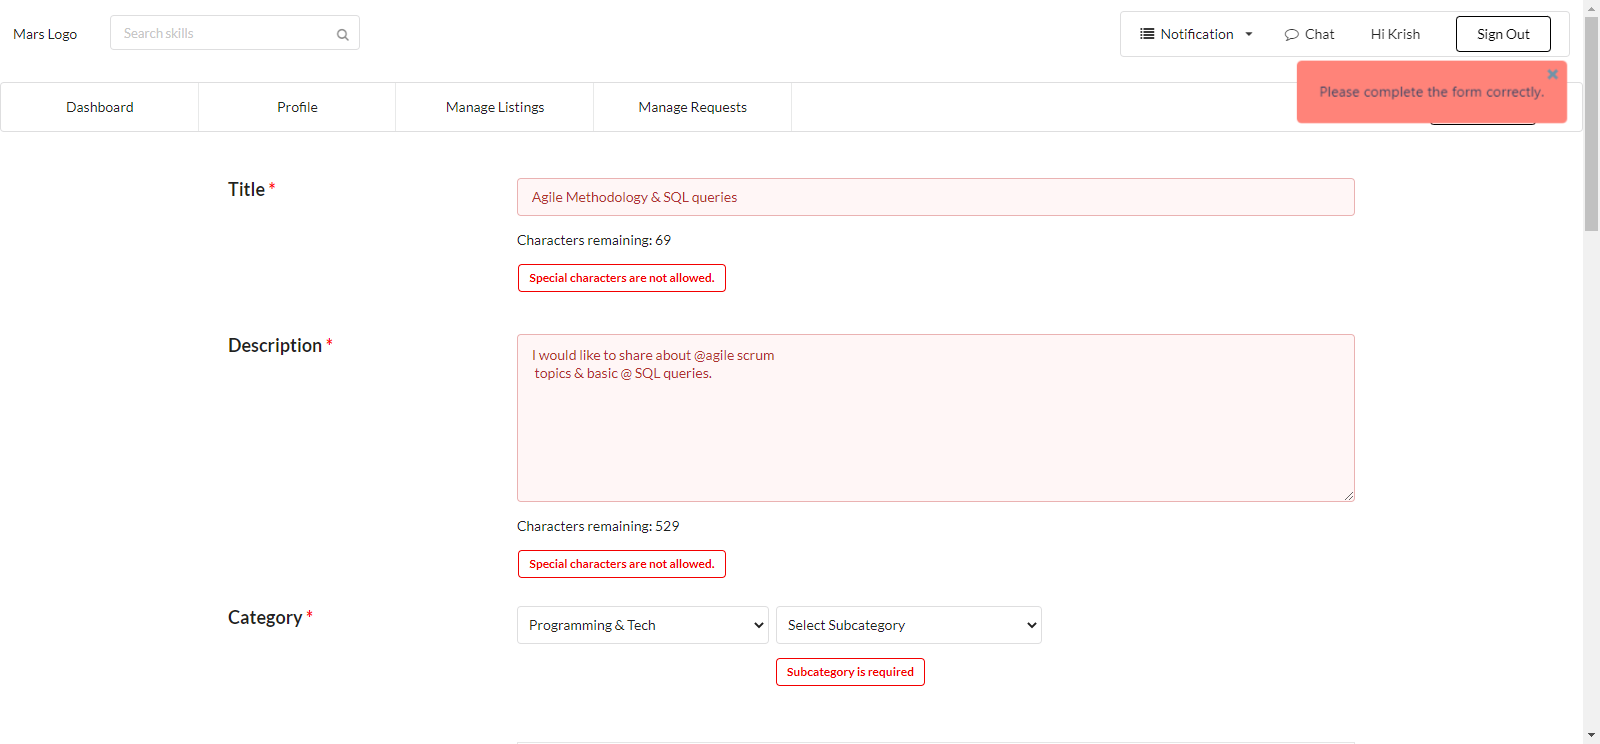 Mars Logo
Search skills
Notification
Chat
Hi Krish
Sign Out
Please complete the form correctly.
Dashboard
Profile
Manage Listings
Manage Requests
Title *
Agile Methodology & SQL queries
Characters remaining: 69
Special characters are not allowed.
Description *
I would like to share about @agile scrum
topics & basic @ SQL queries.
Characters remaining: 529
Special characters are not allowed.
Category *
Programming & Tech
Select Subcategory
Subcategory is required